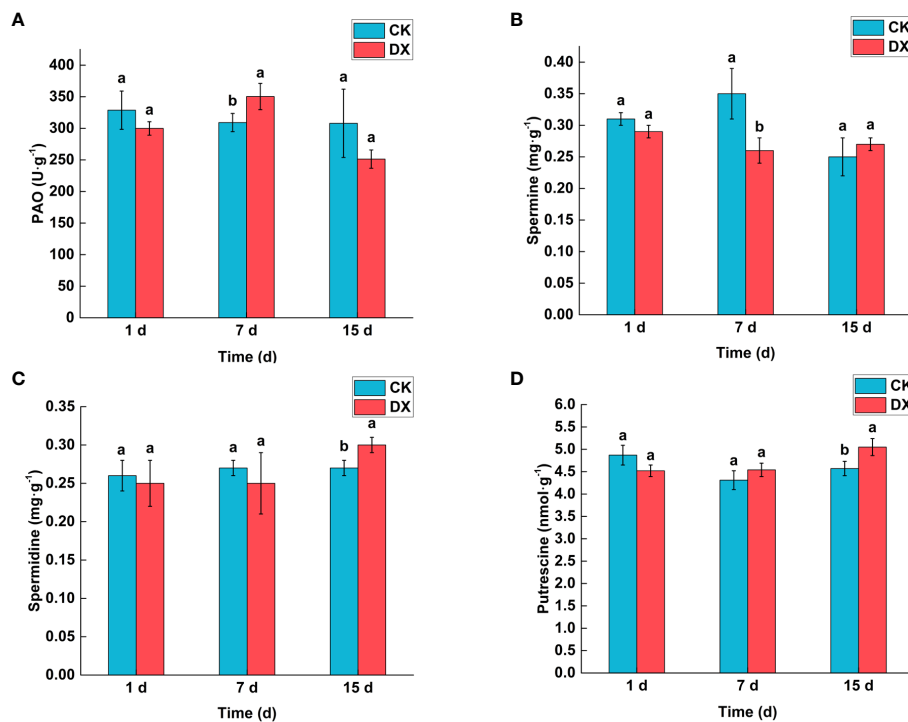 A
CK
DX
PAO (U·g⁻¹)
400
350
300
250
200
150
100
50
0
a
a
b
a
a
a
1 d
7 d
15 d
Time (d)
B
CK
DX
Spermine (mg·g⁻¹)
0.40
0.35
0.30
0.25
0.20
0.15
0.10
0.05
0.00
a
a
a
b
a
a
1 d
7 d
15 d
Time (d)
C
CK
DX
Spermidine (mg·g⁻¹)
0.35
0.30
0.25
0.20
0.15
0.10
0.05
0.00
a
a
a
a
b
a
1 d
7 d
15 d
Time (d)
D
CK
DX
Putrescine (nmol·g⁻¹)
6.0
5.5
5.0
4.5
4.0
3.5
3.0
2.5
2.0
1.5
1.0
0.5
0.0
a
a
a
a
b
a
1 d
7 d
15 d
Time (d)